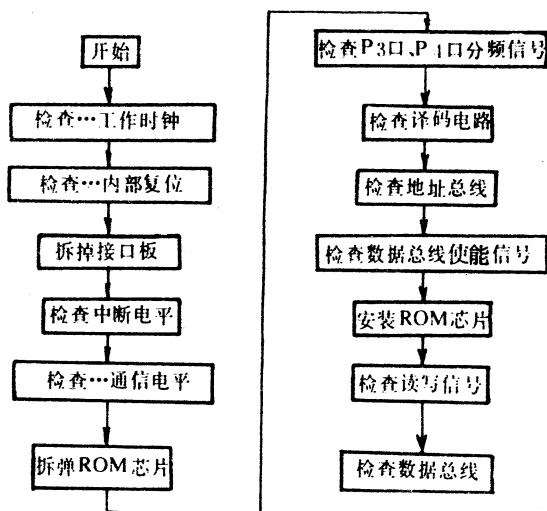 开始
检查…工作时钟
检查…内部复位
拆掉接口板
检查中断电平
检查…通信电平
拆弹ROM芯片
检查P3口、P4口分频信号
检查译码电路
检查地址总线
检查数据总线使能信号
安装ROM芯片
检查读写信号
检查数据总线